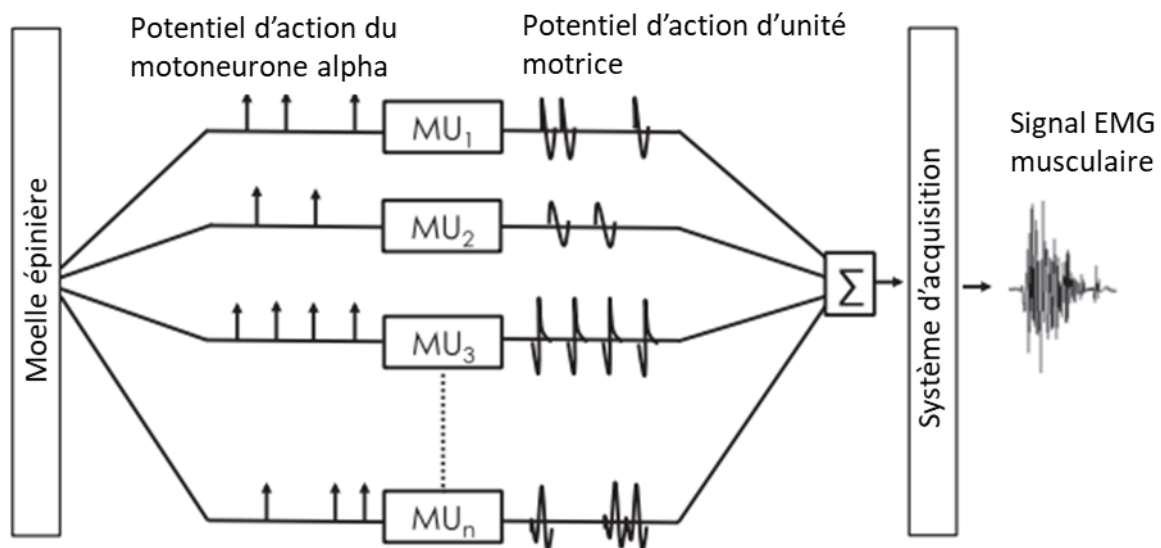 Moelle épinière
Potentiel d'action du
motoneurone alpha
Potentiel d'action d'unité
motrice
MU₁
MU₂
MU₃
MUₙ
Σ
Système d'acquisition
Signal EMG
musculaire